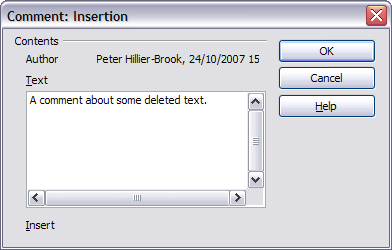 Comment: Insertion
Contents
Author Peter Hillier-Brook, 24/10/2007 15
OK
Text
Cancel
A comment about some deleted text.
Help
Insert